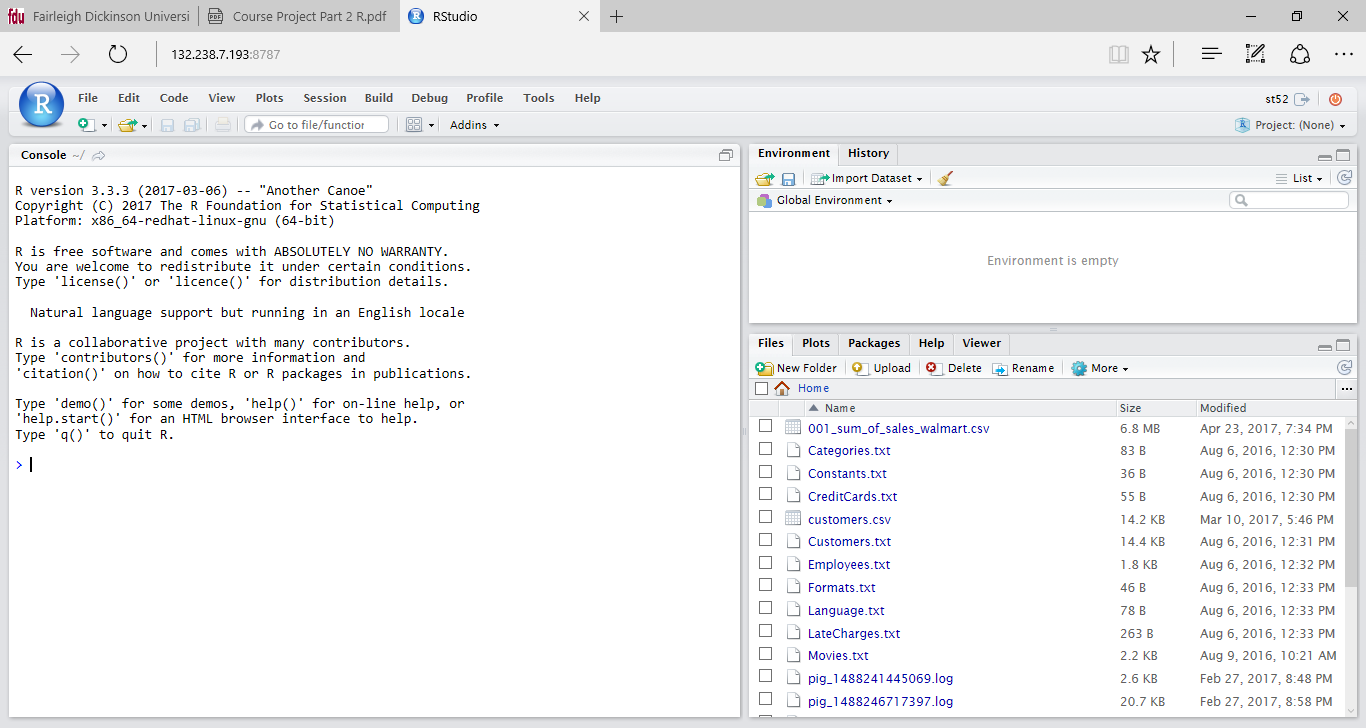 fdu Fairleigh Dickinson Universi
Course Project Part 2 R.pdf
RStudio
132.238.7.193:8787
R
File Edit Code View Plots Session Build Debug Profile Tools Help
st52
Go to file/function
Addins
Project: (None)
Console ~/
R version 3.3.3 (2017-03-06) -- "Another Canoe"
Copyright (C) 2017 The R Foundation for Statistical Computing
Platform: x86_64-redhat-linux-gnu (64-bit)
R is free software and comes with ABSOLUTELY NO WARRANTY.
You are welcome to redistribute it under certain conditions.
Type 'license()' or 'licence()' for distribution details.
Natural language support but running in an English locale
R is a collaborative project with many contributors.
Type 'contributors()' for more information and
'citation()' on how to cite R or R packages in publications.
Type 'demo()' for some demos, 'help()' for on-line help, or
'help.start()' for an HTML browser interface to help.
Type 'q()' to quit R.
>
Environment History
Import Dataset
List
Global Environment
Environment is empty
Files Plots Packages Help Viewer
New Folder Upload Delete Rename More
Home
Name Size Modified
001_sum_of_sales_walmart.csv 6.8 MB Apr 23, 2017, 7:34 PM
Categories.txt 83 B Aug 6, 2016, 12:30 PM
Constants.txt 36 B Aug 6, 2016, 12:30 PM
CreditCards.txt 55 B Aug 6, 2016, 12:30 PM
customers.csv 14.2 KB Mar 10, 2017, 5:46 PM
Customers.txt 14.4 KB Aug 6, 2016, 12:31 PM
Employees.txt 1.8 KB Aug 6, 2016, 12:32 PM
Formats.txt 46 B Aug 6, 2016, 12:33 PM
Language.txt 78 B Aug 6, 2016, 12:33 PM
LateCharges.txt 263 B Aug 6, 2016, 12:33 PM
Movies.txt 2.2 KB Aug 9, 2016, 10:21 AM
pig_1488241445069.log 2.6 KB Feb 27, 2017, 8:48 PM
pig_1488246717397.log 20.7 KB Feb 27, 2017, 8:58 PM